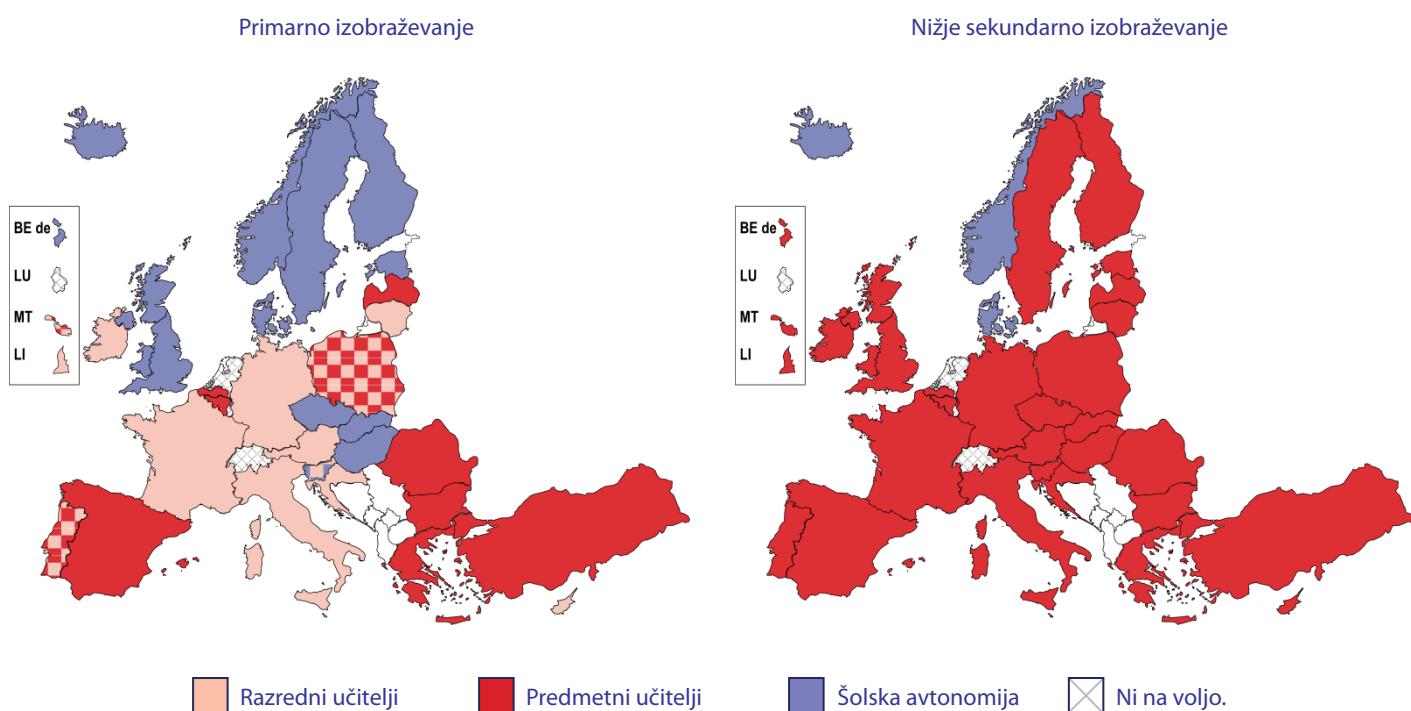 Primarno izobraževanje
Nižje sekundarno izobraževanje
BE de
LU
MT
LI
BE de
LU
MT
LI
Razredni učitelji
Predmetni učitelji
Šolska avtonomija
Ni na voljo.